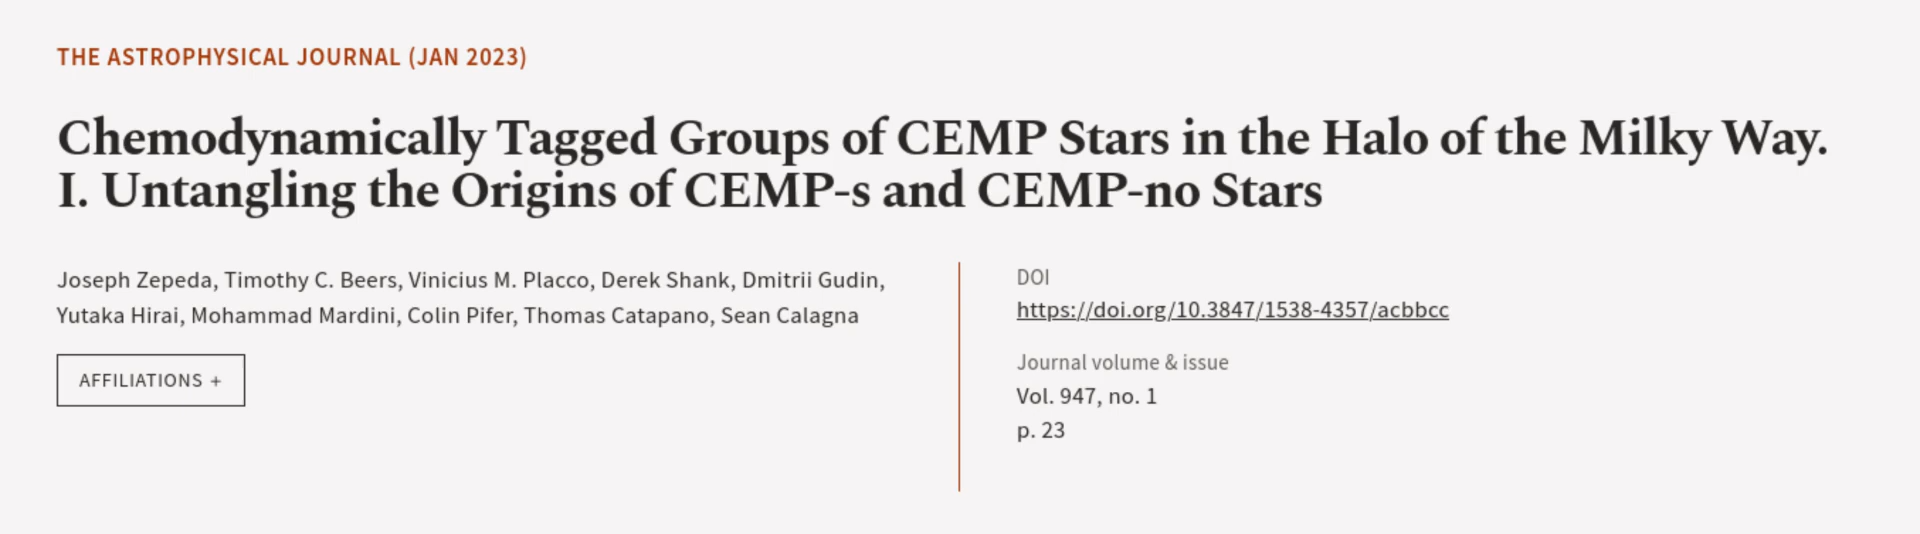 THE ASTROPHYSICAL JOURNAL (JAN 2023)
Chemodynamically Tagged Groups of CEMP Stars in the Halo of the Milky Way.
I. Untangling the Origins of CEMP-s and CEMP-no Stars
Joseph Zepeda, Timothy C. Beers, Vinicius M. Placco, Derek Shank, Dmitrii Gudin,
Yutaka Hirai, Mohammad Mardini, Colin Pifer, Thomas Catapano, Sean Calagna
AFFILIATIONS +
DOI
https://doi.org/10.3847/1538-4357/acbbcc
Journal volume & issue
Vol. 947, no. 1
p. 23